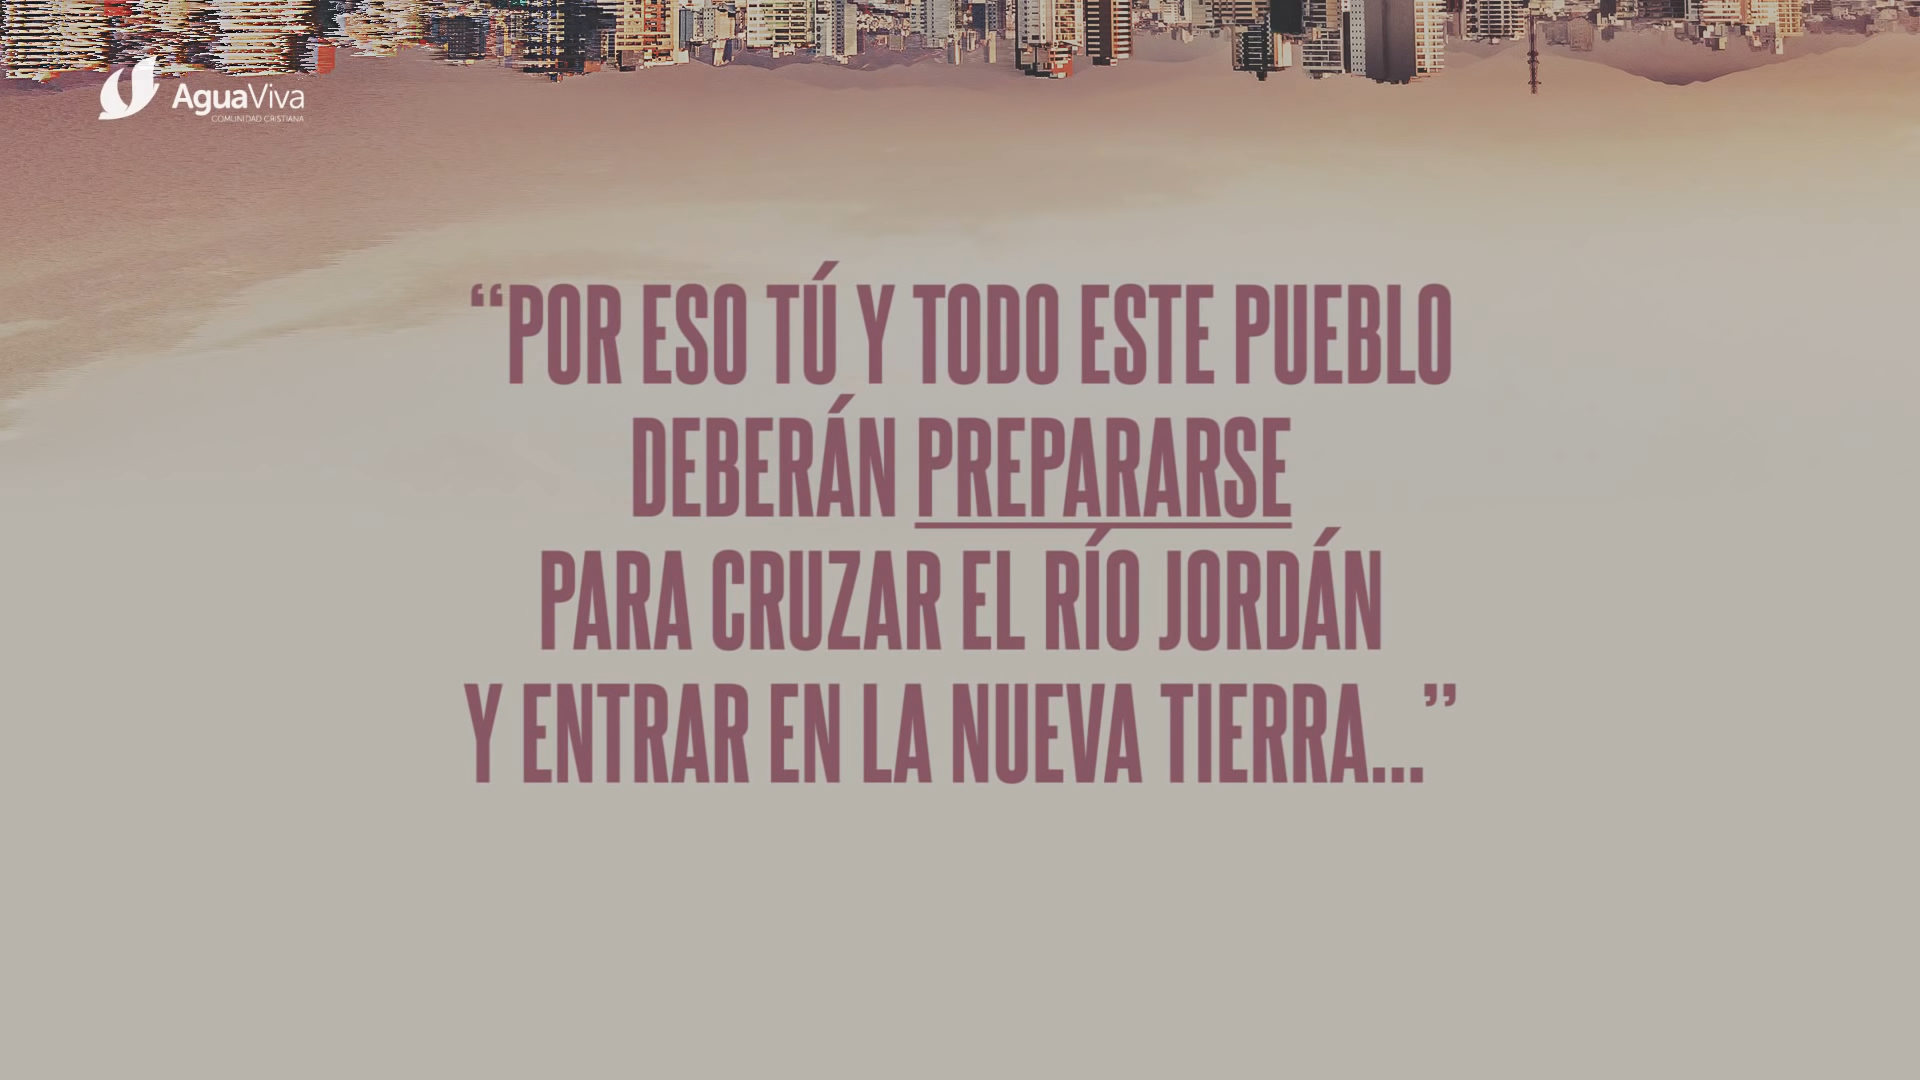 AguaViva
COMUNIDAD CRISTIANA
“POR ESO TÚ Y TODO ESTE PUEBLO
DEBERÁN PREPARARSE
PARA CRUZAR EL RÍO JORDÁN
Y ENTRAR EN LA NUEVA TIERRA...”